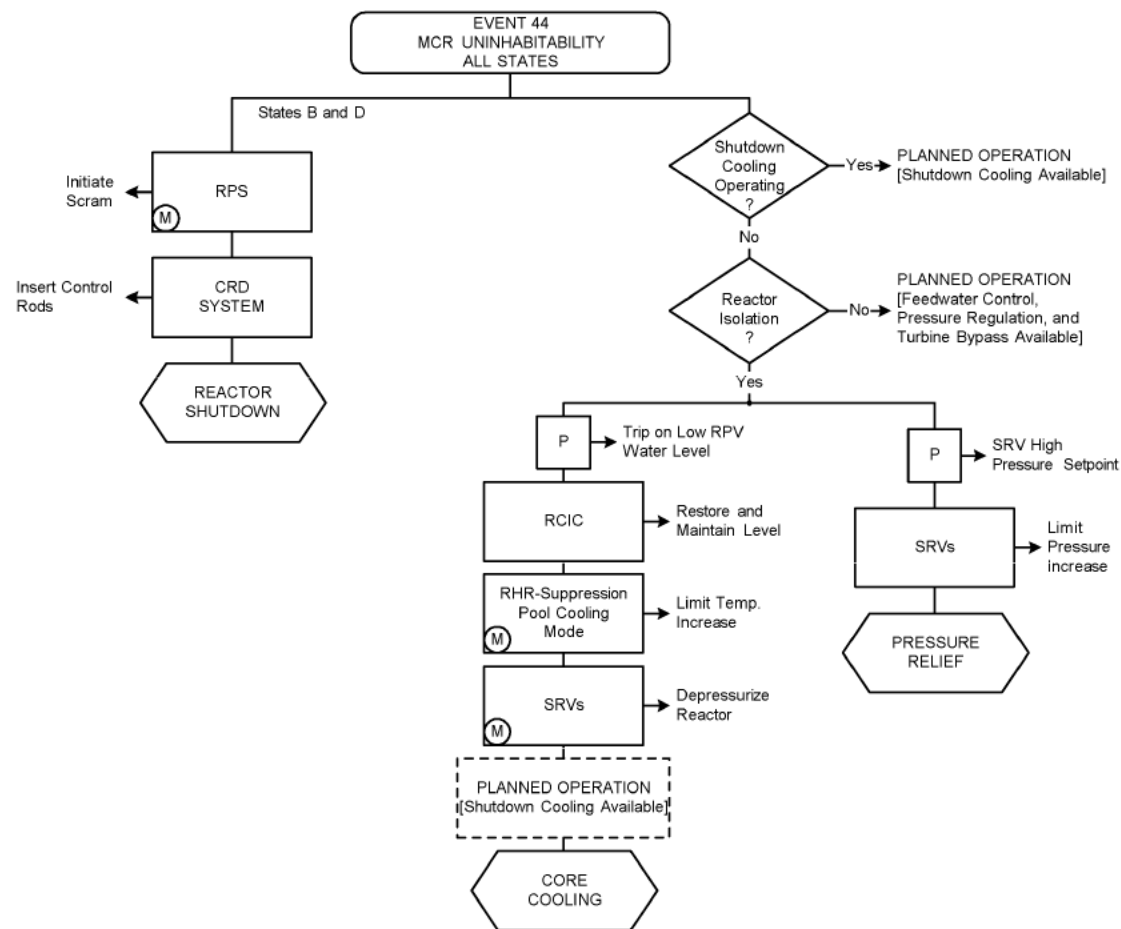 EVENT 44
MCR UNINHABITABILITY
ALL STATES
States B and D
Shutdown
Cooling
Operating
?
Yes
PLANNED OPERATION
[Shutdown Cooling Available]
Initiate
Scram
RPS
M
No
Insert Control
Rods
CRD
SYSTEM
Reactor
Isolation
?
No
PLANNED OPERATION
[Feedwater Control,
Pressure Regulation, and
Turbine Bypass Available]
Yes
REACTOR
SHUTDOWN
P
Trip on Low RPV
Water Level
P
SRV High
Pressure Setpoint
RCIC
Restore and
Maintain Level
SRVs
Limit
Pressure
increase
RHR-Suppression
Pool Cooling
Mode
M
Limit Temp.
Increase
PRESSURE
RELIEF
SRVs
M
Depressurize
Reactor
PLANNED OPERATION
[Shutdown Cooling Available]
CORE
COOLING